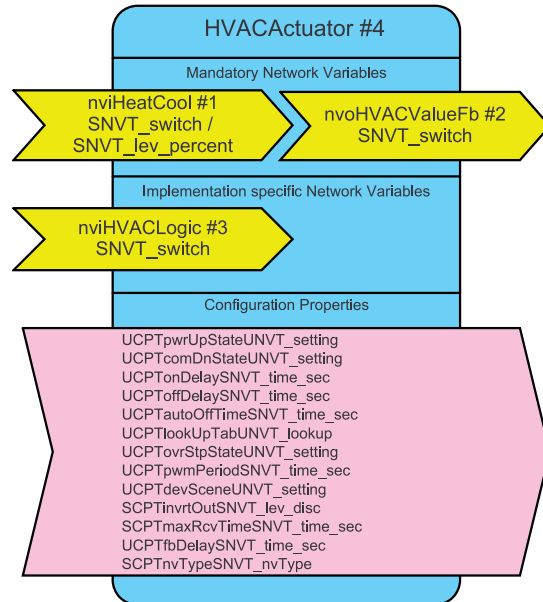 HVACActuator #4
Mandatory Network Variables
nviHeatCool #1
SNVT_switch /
SNVT_lev_percent
nvoHVACValueFb #2
SNVT_switch
Implementation specific Network Variables
nviHVACLogic #3
SNVT_switch
Configuration Properties
UCPTpwrUpStateUNVT_setting
UCPTcomDnStateUNVT_setting
UCPTonDelaySNVT_time_sec
UCPToffDelaySNVT_time_sec
UCPTautoOffTimeSNVT_time_sec
UCPTlookUpTabUNVT_lookup
UCPTovrStpStateUNVT_setting
UCPTpwmPeriodSNVT_time_sec
UCPTdevSceneUNVT_setting
SCPTinvrtOutSNVT_lev_disc
SCPTmaxRcvTimeSNVT_time_sec
UCPTfbDelaySNVT_time_sec
SCPTnvTypeSNVT_nvType